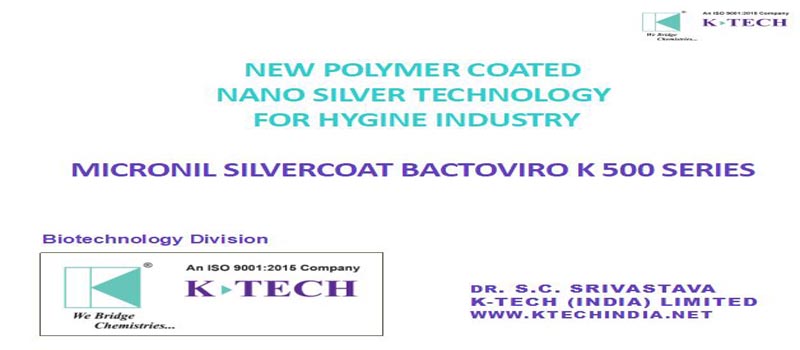 An ISO 9001:2015 Company
K TECH
®
We Bridge
Chemistries...
NEW POLYMER COATED
NANO SILVER TECHNOLOGY
FOR HYGINE INDUSTRY
MICRONIL SILVERCOAT BACTOVIRO K 500 SERIES
Biotechnology Division
®
An ISO 9001:2015 Company
K TECH
We Bridge
Chemistries...
DR. S.C. SRIVASTAVA
K-TECH (INDIA) LIMITED
WWW.KTECHINDIA.NET